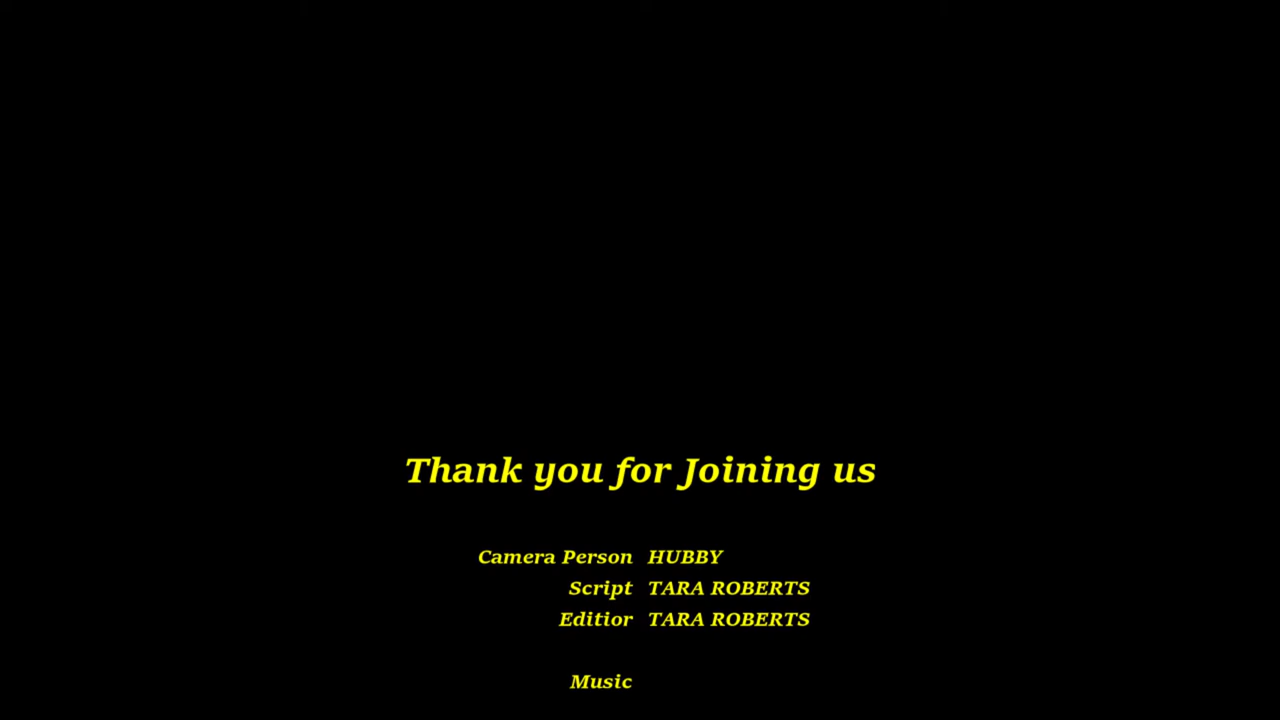 Thank you for Joining us
Camera Person HUBBY
Script TARA ROBERTS
Editior TARA ROBERTS
Music